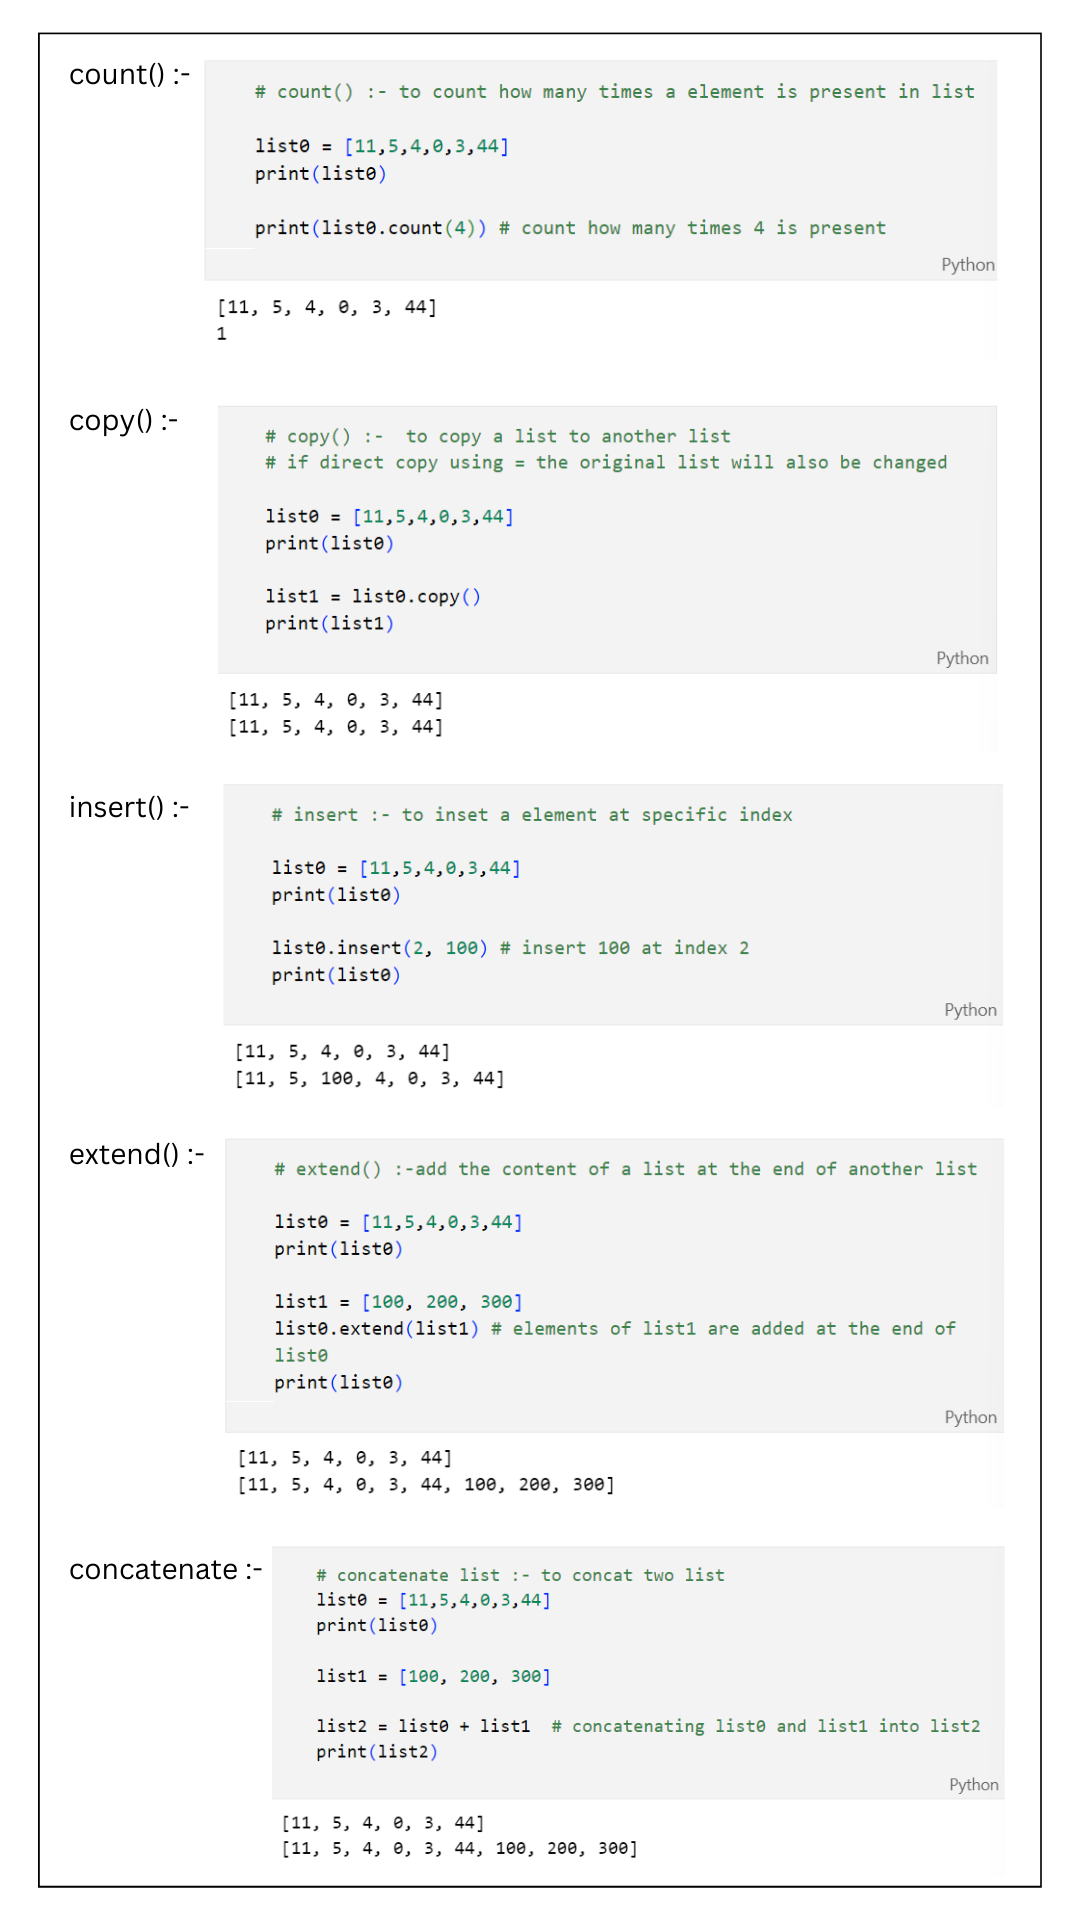 count() :-
# count() :- to count how many times a element is present in list
list0 = [11,5,4,0,3,44]
print(list0)
print(list0.count(4)) # count how many times 4 is present
Python
[11, 5, 4, 0, 3, 44]
1
copy() :-
# copy() :-  to copy a list to another list
# if direct copy using = the original list will also be changed
list0 = [11,5,4,0,3,44]
print(list0)
list1 = list0.copy()
print(list1)
Python
[11, 5, 4, 0, 3, 44]
[11, 5, 4, 0, 3, 44]
insert() :-
# insert :- to inset a element at specific index
list0 = [11,5,4,0,3,44]
print(list0)
list0.insert(2, 100) # insert 100 at index 2
print(list0)
Python
[11, 5, 4, 0, 3, 44]
[11, 5, 100, 4, 0, 3, 44]
extend() :-
# extend() :-add the content of a list at the end of another list
list0 = [11,5,4,0,3,44]
print(list0)
list1 = [100, 200, 300]
list0.extend(list1) # elements of list1 are added at the end of
list0
print(list0)
Python
[11, 5, 4, 0, 3, 44]
[11, 5, 4, 0, 3, 44, 100, 200, 300]
concatenate :-
# concatenate list :- to concat two list
list0 = [11,5,4,0,3,44]
print(list0)
list1 = [100, 200, 300]
list2 = list0 + list1  # concatenating list0 and list1 into list2
print(list2)
Python
[11, 5, 4, 0, 3, 44]
[11, 5, 4, 0, 3, 44, 100, 200, 300]